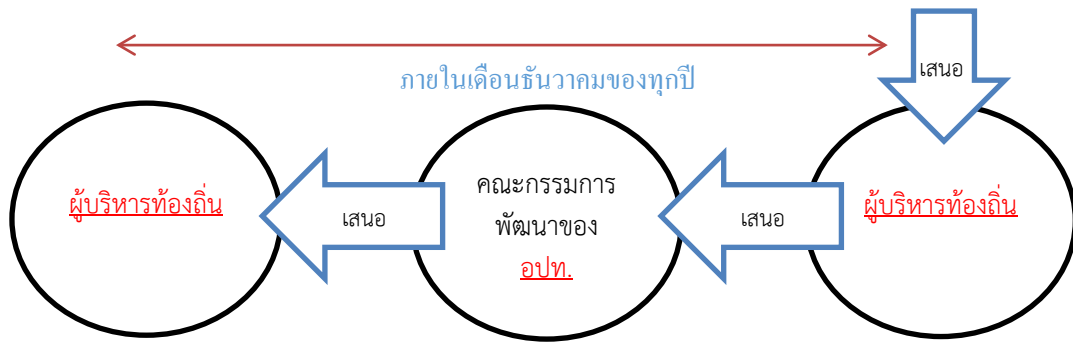 เสนอ
ภายในเดือนธันวาคมของทุกปี
ผู้บริหารท้องถิ่น
เสนอ
คณะกรรมการ
พัฒนาของ
อปท.
เสนอ
ผู้บริหารท้องถิ่น